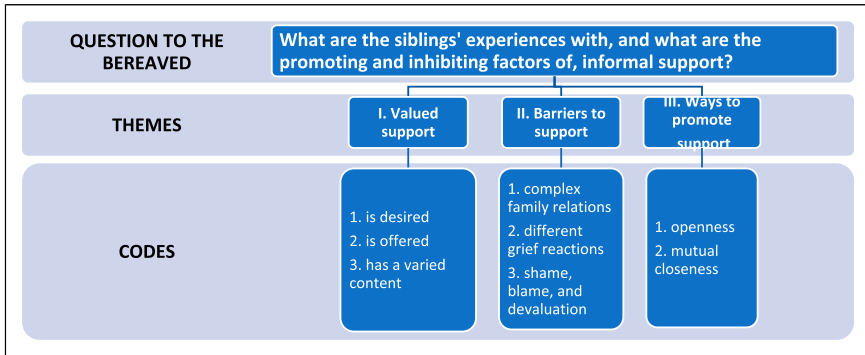 QUESTION TO THE
BEREAVED
What are the siblings' experiences with, and what are the
promoting and inhibiting factors of, informal support?
THEMES
I. Valued
support
II. Barriers to
support
III. Ways to
promote
support
CODES
1. is desired
2. is offered
3. has a varied
content
1. complex
family relations
2. different
grief reactions
3. shame,
blame, and
devaluation
1. openness
2. mutual
closeness